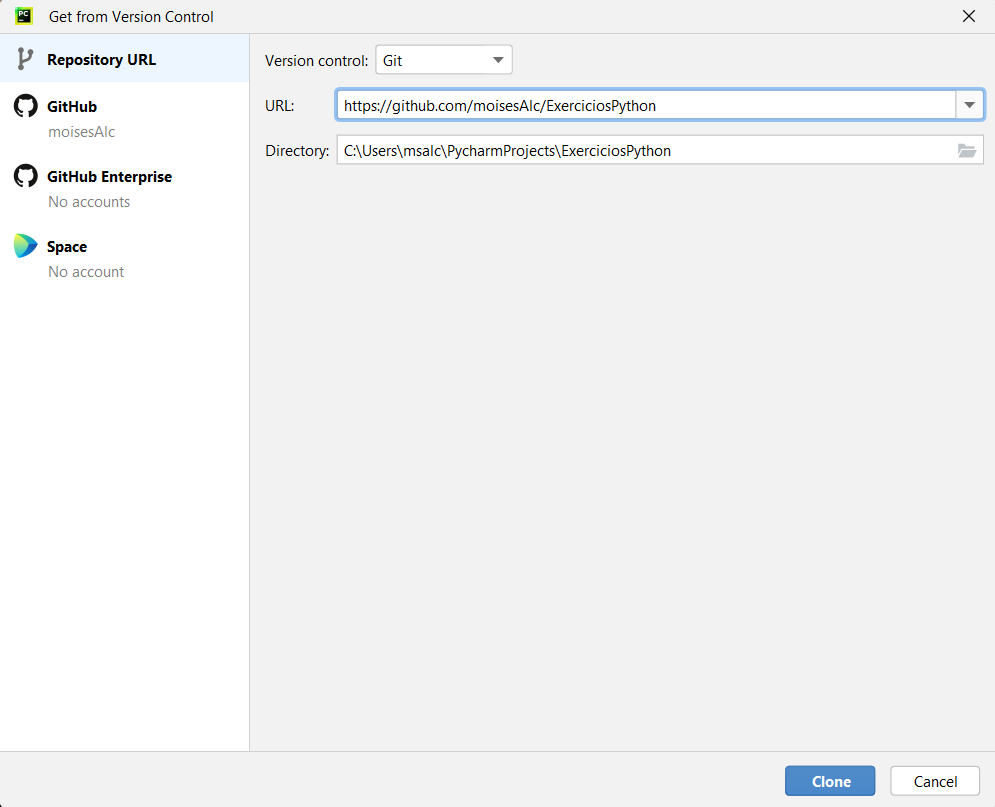 PC
Get from Version Control
Repository URL
GitHub
moisesAlc
GitHub Enterprise
No accounts
Space
No account
Version control: Git
URL: https://github.com/moisesAlc/ExerciciosPython
Directory: C:\Users\msalc\PycharmProjects\ExerciciosPython
Clone Cancel